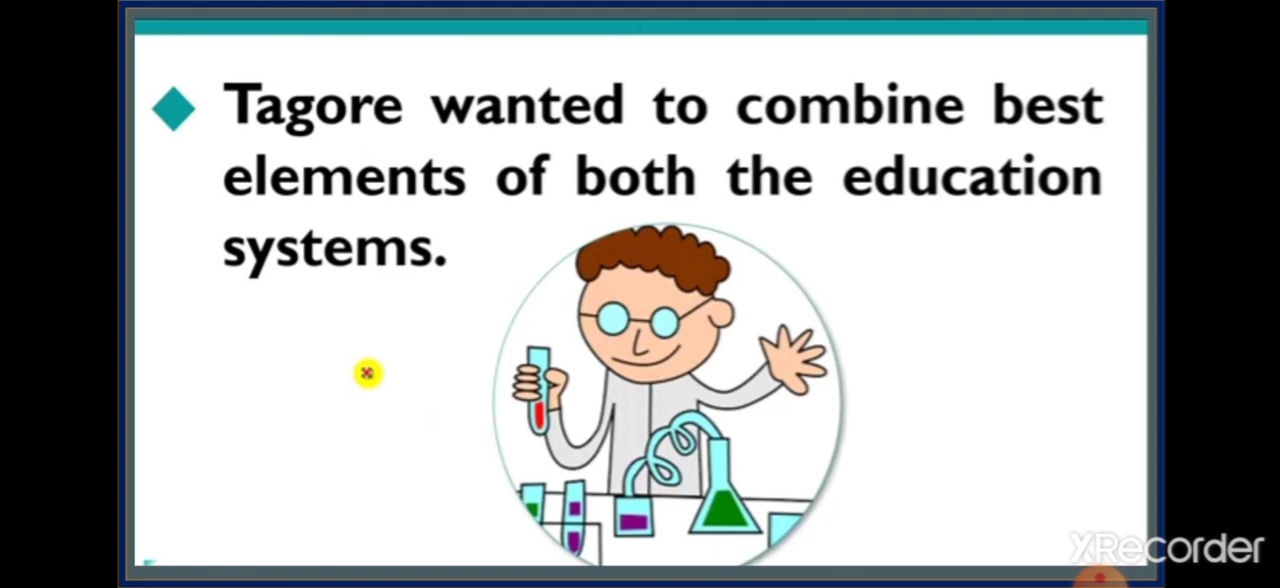 Tagore wanted to combine best
elements of both the education
systems.
XRecorder